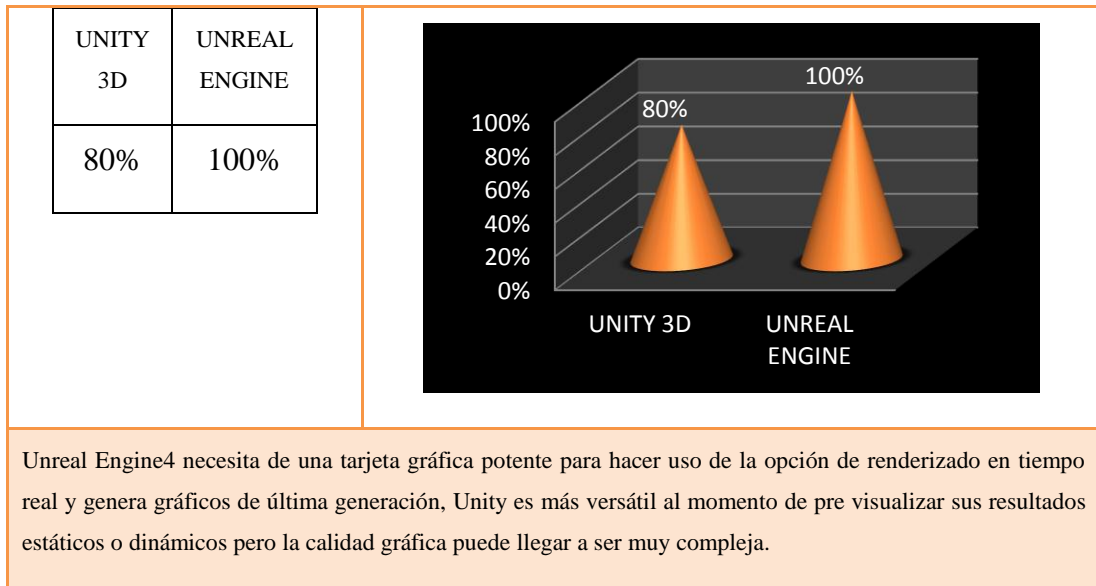 UNITY 3D
UNREAL ENGINE
80%
100%
100%
80%
100%
80%
60%
40%
20%
0%
UNITY 3D
UNREAL
ENGINE
Unreal Engine4 necesita de una tarjeta gráfica potente para hacer uso de la opción de renderizado en tiempo
real y genera gráficos de última generación, Unity es más versátil al momento de pre visualizar sus resultados
estáticos o dinámicos pero la calidad gráfica puede llegar a ser muy compleja.